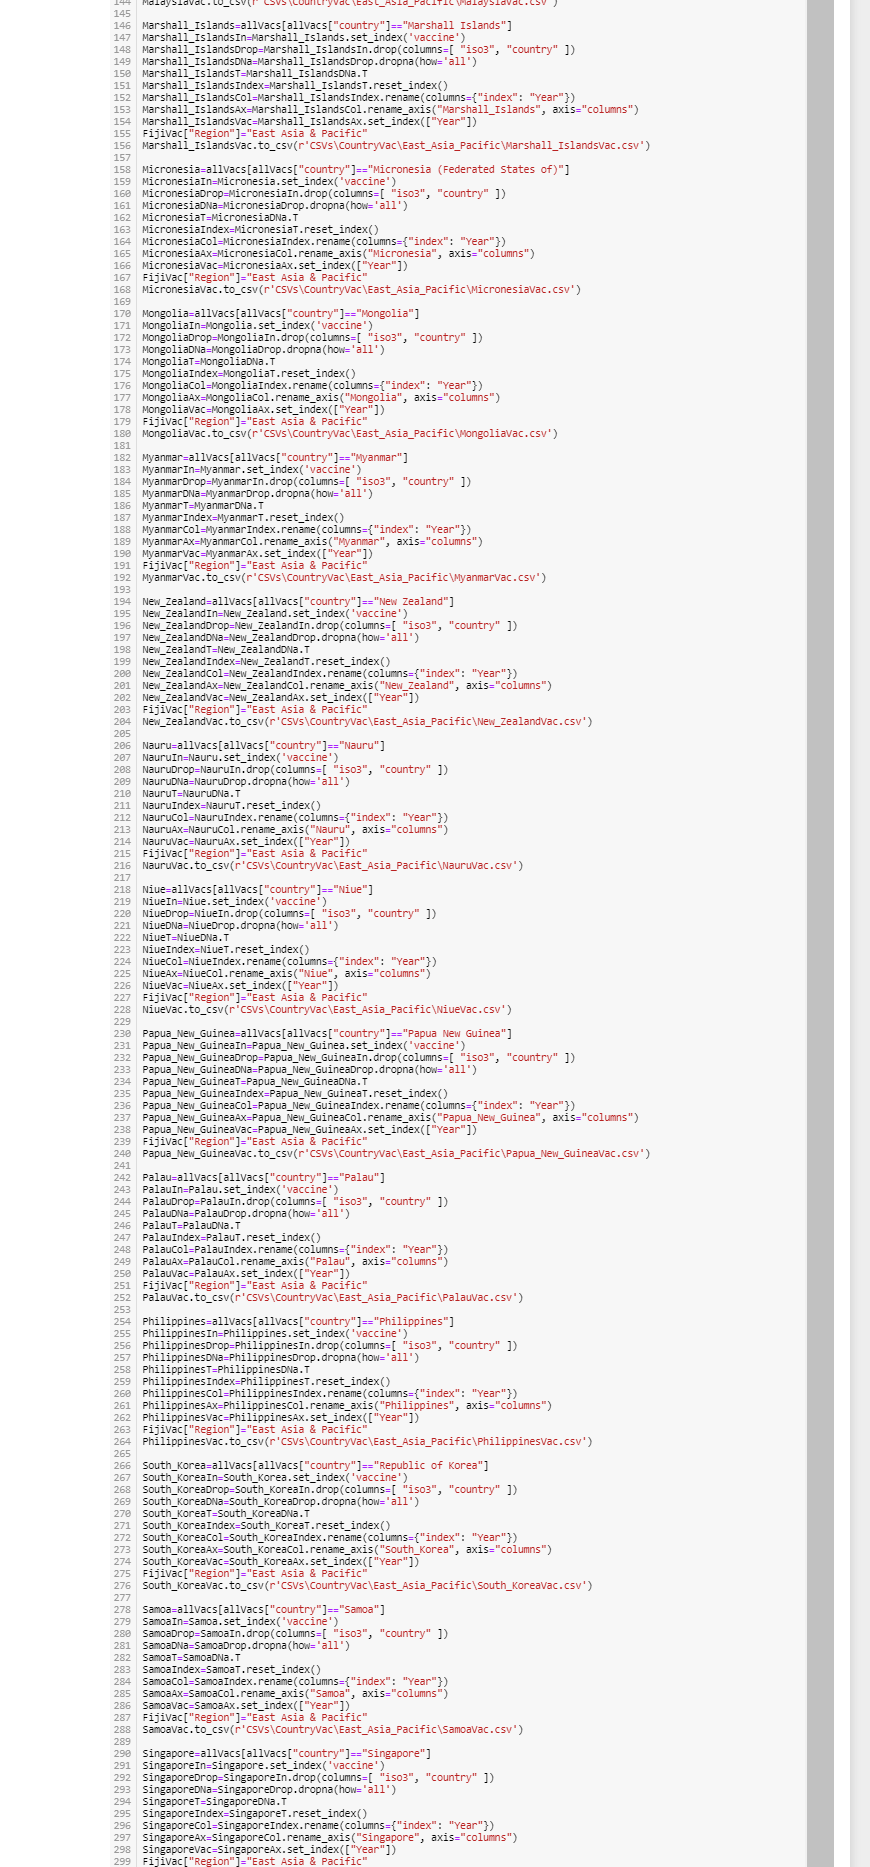 144 MalaysiaVac.to_csv(r'CSVs\CountryVac\East_Asia_Pacific\MalaysiaVac.csv')
145
146 Marshall_Islands=allVacs[allVacs["country"]=="Marshall Islands"]
147 Marshall_IslandsIn=Marshall_Islands.set_index('vaccine')
148 Marshall_IslandsDrop=Marshall_IslandsIn.drop(columns=[ "iso3", "country" ])
149 Marshall_IslandsDNa=Marshall_IslandsDrop.dropna(how='all')
150 Marshall_IslandsT=Marshall_IslandsDNa.T
151 Marshall_IslandsIndex=Marshall_IslandsT.reset_index()
152 Marshall_IslandsCol=Marshall_IslandsIndex.rename(columns={"index": "Year"})
153 Marshall_IslandsAx=Marshall_IslandsCol.rename_axis("Marshall_Islands", axis="columns")
154 Marshall_IslandsVac=Marshall_IslandsAx.set_index(["Year"])
155 FijiVac["Region"]="East Asia & Pacific"
156 Marshall_IslandsVac.to_csv(r'CSVs\CountryVac\East_Asia_Pacific\Marshall_IslandsVac.csv')
157
158 Micronesia=allVacs[allVacs["country"]=="Micronesia (Federated States of)"]
159 MicronesiaIn=Micronesia.set_index('vaccine')
160 MicronesiaDrop=MicronesiaIn.drop(columns=[ "iso3", "country" ])
161 MicronesiaDNa=MicronesiaDrop.dropna(how='all')
162 MicronesiaT=MicronesiaDNa.T
163 MicronesiaIndex=MicronesiaT.reset_index()
164 MicronesiaCol=MicronesiaIndex.rename(columns={"index": "Year"})
165 MicronesiaAx=MicronesiaCol.rename_axis("Micronesia", axis="columns")
166 MicronesiaVac=MicronesiaAx.set_index(["Year"])
167 FijiVac["Region"]="East Asia & Pacific"
168 MicronesiaVac.to_csv(r'CSVs\CountryVac\East_Asia_Pacific\MicronesiaVac.csv')
169
170 Mongolia=allVacs[allVacs["country"]=="Mongolia"]
171 MongoliaIn=Mongolia.set_index('vaccine')
172 MongoliaDrop=MongoliaIn.drop(columns=[ "iso3", "country" ])
173 MongoliaDNa=MongoliaDrop.dropna(how='all')
174 MongoliaT=MongoliaDNa.T
175 MongoliaIndex=MongoliaT.reset_index()
176 MongoliaCol=MongoliaIndex.rename(columns={"index": "Year"})
177 MongoliaAx=MongoliaCol.rename_axis("Mongolia", axis="columns")
178 MongoliaVac=MongoliaAx.set_index(["Year"])
179 FijiVac["Region"]="East Asia & Pacific"
180 MongoliaVac.to_csv(r'CSVs\CountryVac\East_Asia_Pacific\MongoliaVac.csv')
181
182 Myanmar=allVacs[allVacs["country"]=="Myanmar"]
183 MyanmarIn=Myanmar.set_index('vaccine')
184 MyanmarDrop=MyanmarIn.drop(columns=[ "iso3", "country" ])
185 MyanmarDNa=MyanmarDrop.dropna(how='all')
186 MyanmarT=MyanmarDNa.T
187 MyanmarIndex=MyanmarT.reset_index()
188 MyanmarCol=MyanmarIndex.rename(columns={"index": "Year"})
189 MyanmarAx=MyanmarCol.rename_axis("Myanmar", axis="columns")
190 MyanmarVac=MyanmarAx.set_index(["Year"])
191 FijiVac["Region"]="East Asia & Pacific"
192 MyanmarVac.to_csv(r'CSVs\CountryVac\East_Asia_Pacific\MyanmarVac.csv')
193
194 New_Zealand=allVacs[allVacs["country"]=="New Zealand"]
195 New_ZealandIn=New_Zealand.set_index('vaccine')
196 New_ZealandDrop=New_ZealandIn.drop(columns=[ "iso3", "country" ])
197 New_ZealandDNa=New_ZealandDrop.dropna(how='all')
198 New_ZealandT=New_ZealandDNa.T
199 New_ZealandIndex=New_ZealandT.reset_index()
200 New_ZealandCol=New_ZealandIndex.rename(columns={"index": "Year"})
201 New_ZealandAx=New_ZealandCol.rename_axis("New_Zealand", axis="columns")
202 New_ZealandVac=New_ZealandAx.set_index(["Year"])
203 FijiVac["Region"]="East Asia & Pacific"
204 New_ZealandVac.to_csv(r'CSVs\CountryVac\East_Asia_Pacific\New_ZealandVac.csv')
205
206 Nauru=allVacs[allVacs["country"]=="Nauru"]
207 NauruIn=Nauru.set_index('vaccine')
208 NauruDrop=NauruIn.drop(columns=[ "iso3", "country" ])
209 NauruDNa=NauruDrop.dropna(how='all')
210 NauruT=NauruDNa.T
211 NauruIndex=NauruT.reset_index()
212 NauruCol=NauruIndex.rename(columns={"index": "Year"})
213 NauruAx=NauruCol.rename_axis("Nauru", axis="columns")
214 NauruVac=NauruAx.set_index(["Year"])
215 FijiVac["Region"]="East Asia & Pacific"
216 NauruVac.to_csv(r'CSVs\CountryVac\East_Asia_Pacific\NauruVac.csv')
217
218 Niue=allVacs[allVacs["country"]=="Niue"]
219 NiueIn=Niue.set_index('vaccine')
220 NiueDrop=NiueIn.drop(columns=[ "iso3", "country" ])
221 NiueDNa=NiueDrop.dropna(how='all')
222 NiueT=NiueDNa.T
223 NiueIndex=NiueT.reset_index()
224 NiueCol=NiueIndex.rename(columns={"index": "Year"})
225 NiueAx=NiueCol.rename_axis("Niue", axis="columns")
226 NiueVac=NiueAx.set_index(["Year"])
227 FijiVac["Region"]="East Asia & Pacific"
228 NiueVac.to_csv(r'CSVs\CountryVac\East_Asia_Pacific\NiueVac.csv')
229
230 Papua_New_Guinea=allVacs[allVacs["country"]=="Papua New Guinea"]
231 Papua_New_GuineaIn=Papua_New_Guinea.set_index('vaccine')
232 Papua_New_GuineaDrop=Papua_New_GuineaIn.drop(columns=[ "iso3", "country" ])
233 Papua_New_GuineaDNa=Papua_New_GuineaDrop.dropna(how='all')
234 Papua_New_GuineaT=Papua_New_GuineaDNa.T
235 Papua_New_GuineaIndex=Papua_New_GuineaT.reset_index()
236 Papua_New_GuineaCol=Papua_New_GuineaIndex.rename(columns={"index": "Year"})
237 Papua_New_GuineaAx=Papua_New_GuineaCol.rename_axis("Papua_New_Guinea", axis="columns")
238 Papua_New_GuineaVac=Papua_New_GuineaAx.set_index(["Year"])
239 FijiVac["Region"]="East Asia & Pacific"
240 Papua_New_GuineaVac.to_csv(r'CSVs\CountryVac\East_Asia_Pacific\Papua_New_GuineaVac.csv')
241
242 Palau=allVacs[allVacs["country"]=="Palau"]
243 PalauIn=Palau.set_index('vaccine')
244 PalauDrop=PalauIn.drop(columns=[ "iso3", "country" ])
245 PalauDNa=PalauDrop.dropna(how='all')
246 PalauT=PalauDNa.T
247 PalauIndex=PalauT.reset_index()
248 PalauCol=PalauIndex.rename(columns={"index": "Year"})
249 PalauAx=PalauCol.rename_axis("Palau", axis="columns")
250 PalauVac=PalauAx.set_index(["Year"])
251 FijiVac["Region"]="East Asia & Pacific"
252 PalauVac.to_csv(r'CSVs\CountryVac\East_Asia_Pacific\PalauVac.csv')
253
254 Philippines=allVacs[allVacs["country"]=="Philippines"]
255 PhilippinesIn=Philippines.set_index('vaccine')
256 PhilippinesDrop=PhilippinesIn.drop(columns=[ "iso3", "country" ])
257 PhilippinesDNa=PhilippinesDrop.dropna(how='all')
258 PhilippinesT=PhilippinesDNa.T
259 PhilippinesIndex=PhilippinesT.reset_index()
260 PhilippinesCol=PhilippinesIndex.rename(columns={"index": "Year"})
261 PhilippinesAx=PhilippinesCol.rename_axis("Philippines", axis="columns")
262 PhilippinesVac=PhilippinesAx.set_index(["Year"])
263 FijiVac["Region"]="East Asia & Pacific"
264 PhilippinesVac.to_csv(r'CSVs\CountryVac\East_Asia_Pacific\PhilippinesVac.csv')
265
266 South_Korea=allVacs[allVacs["country"]=="Republic of Korea"]
267 South_KoreaIn=South_Korea.set_index('vaccine')
268 South_KoreaDrop=South_KoreaIn.drop(columns=[ "iso3", "country" ])
269 South_KoreaDNa=South_KoreaDrop.dropna(how='all')
270 South_KoreaT=South_KoreaDNa.T
271 South_KoreaIndex=South_KoreaT.reset_index()
272 South_KoreaCol=South_KoreaIndex.rename(columns={"index": "Year"})
273 South_KoreaAx=South_KoreaCol.rename_axis("South_Korea", axis="columns")
274 South_KoreaVac=South_KoreaAx.set_index(["Year"])
275 FijiVac["Region"]="East Asia & Pacific"
276 South_KoreaVac.to_csv(r'CSVs\CountryVac\East_Asia_Pacific\South_KoreaVac.csv')
277
278 Samoa=allVacs[allVacs["country"]=="Samoa"]
279 SamoaIn=Samoa.set_index('vaccine')
280 SamoaDrop=SamoaIn.drop(columns=[ "iso3", "country" ])
281 SamoaDNa=SamoaDrop.dropna(how='all')
282 SamoaT=SamoaDNa.T
283 SamoaIndex=SamoaT.reset_index()
284 SamoaCol=SamoaIndex.rename(columns={"index": "Year"})
285 SamoaAx=SamoaCol.rename_axis("Samoa", axis="columns")
286 SamoaVac=SamoaAx.set_index(["Year"])
287 FijiVac["Region"]="East Asia & Pacific"
288 SamoaVac.to_csv(r'CSVs\CountryVac\East_Asia_Pacific\SamoaVac.csv')
289
290 Singapore=allVacs[allVacs["country"]=="Singapore"]
291 SingaporeIn=Singapore.set_index('vaccine')
292 SingaporeDrop=SingaporeIn.drop(columns=[ "iso3", "country" ])
293 SingaporeDNa=SingaporeDrop.dropna(how='all')
294 SingaporeT=SingaporeDNa.T
295 SingaporeIndex=SingaporeT.reset_index()
296 SingaporeCol=SingaporeIndex.rename(columns={"index": "Year"})
297 SingaporeAx=SingaporeCol.rename_axis("Singapore", axis="columns")
298 SingaporeVac=SingaporeAx.set_index(["Year"])
299 FijiVac["Region"]="East Asia & Pacific"